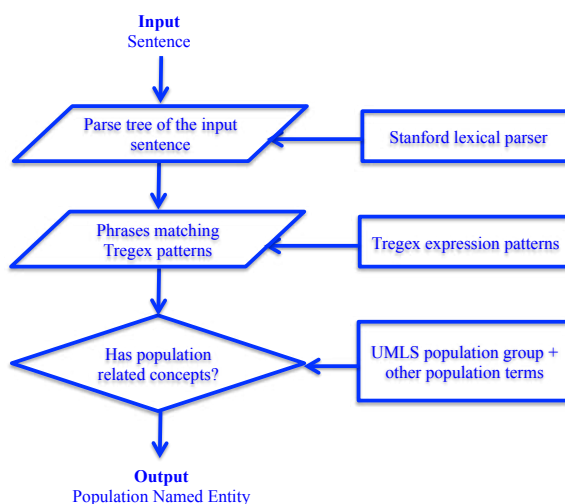 Input
Sentence
Parse tree of the input
sentence
Stanford lexical parser
Phrases matching
Tregex patterns
Tregex expression patterns
Has population
related concepts?
UMLS population group +
other population terms
Output
Population Named Entity